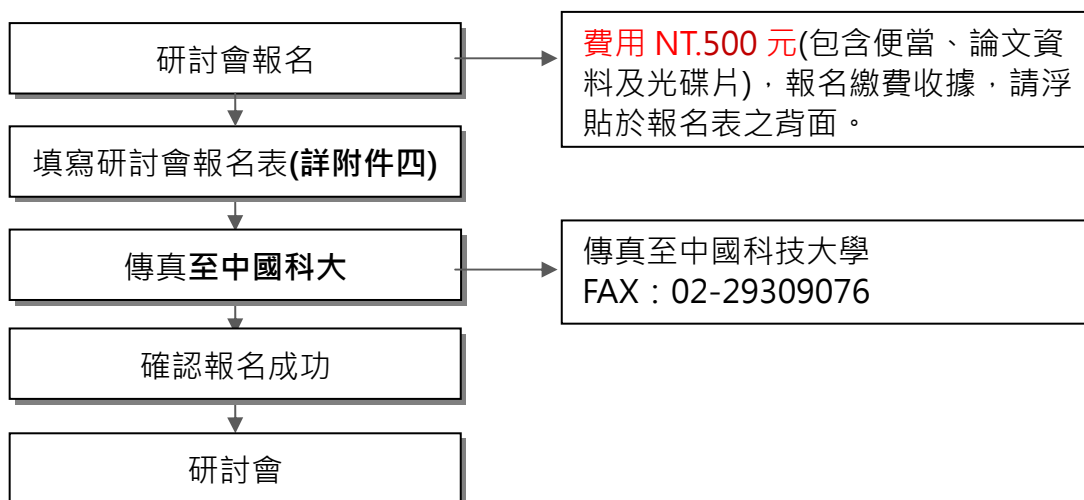 研討會報名
費用 NT.500 元(包含便當、論文資
料及光碟片)，報名繳費收據，請浮
貼於報名表之背面。
填寫研討會報名表(詳附件四)
傳真至中國科大
傳真至中國科技大學
FAX：02-29309076
確認報名成功
研討會